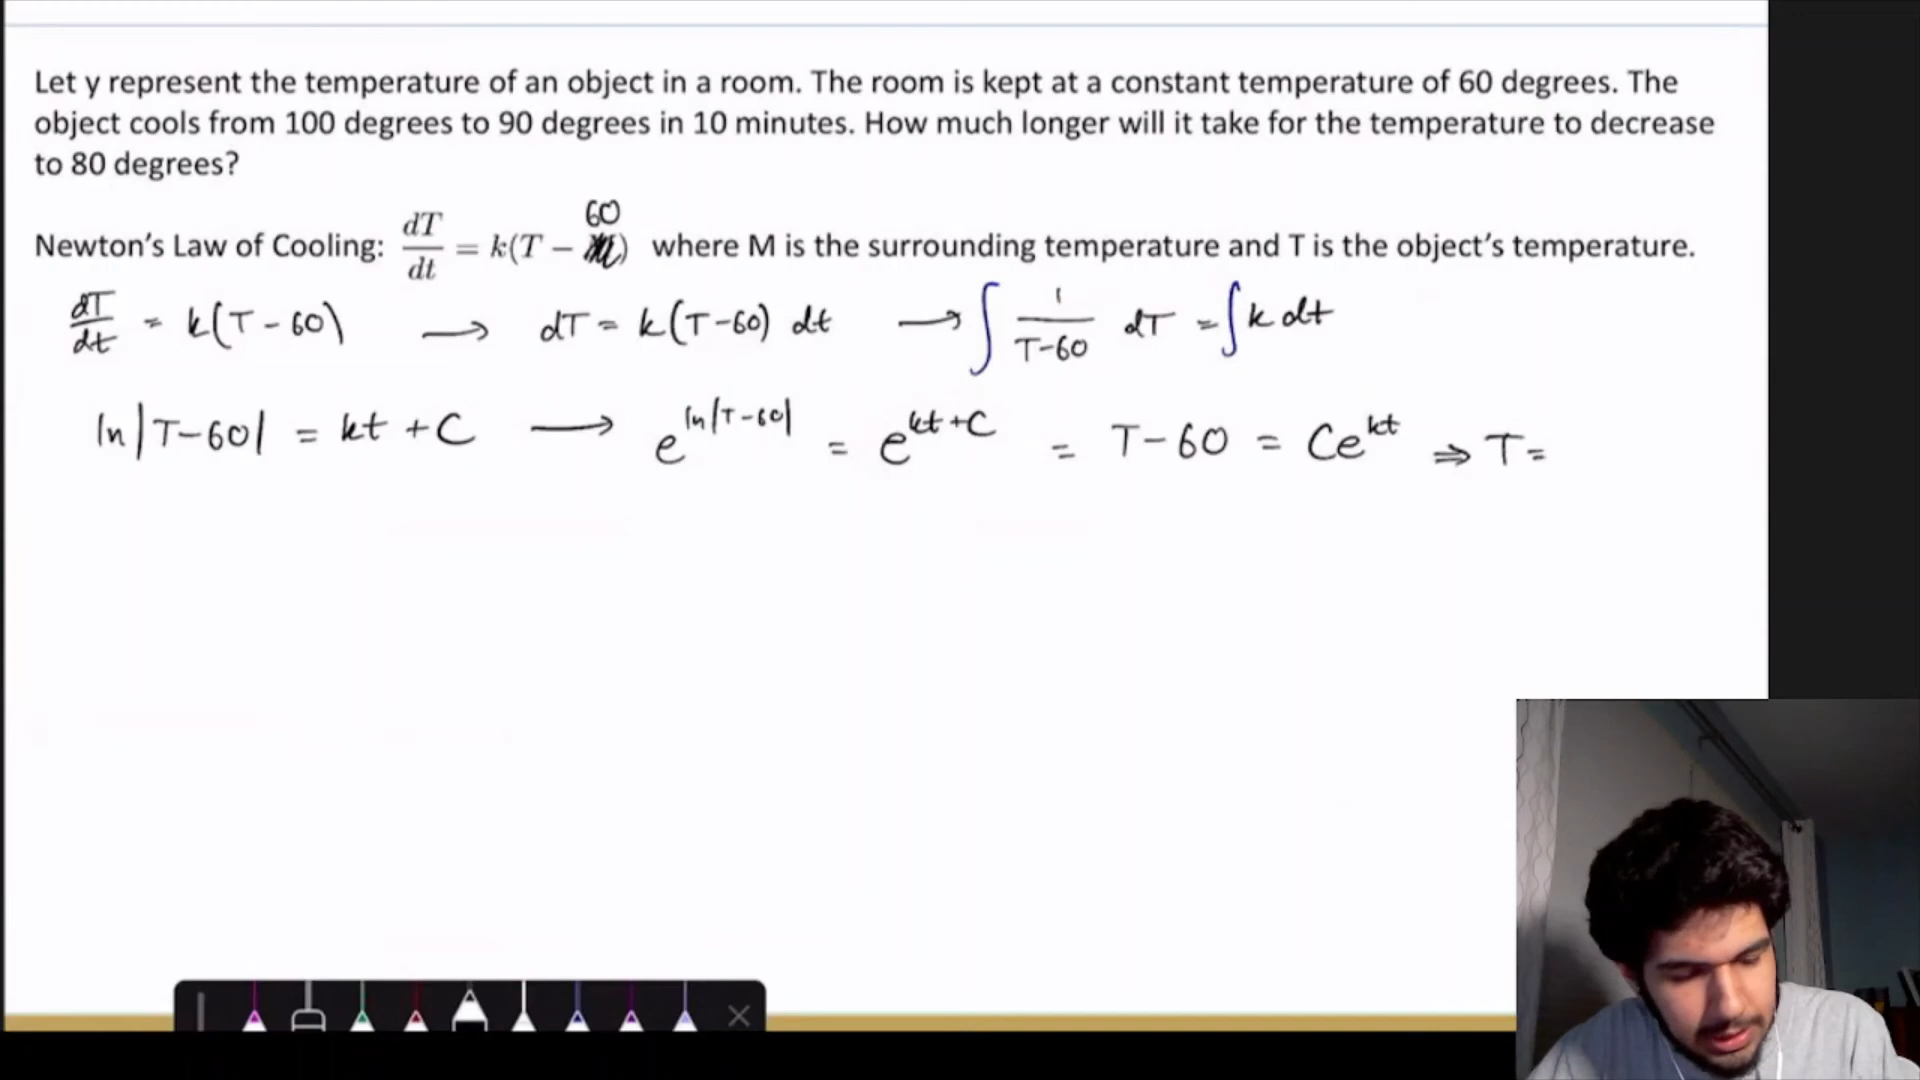 Let y represent the temperature of an object in a room. The room is kept at a constant temperature of 60 degrees. The
object cools from 100 degrees to 90 degrees in 10 minutes. How much longer will it take for the temperature to decrease
to 80 degrees?
60
Newton's Law of Cooling: dT/dt = k(T − M) where M is the surrounding temperature and T is the object's temperature.
dT/dt = k(T-60) → dT = k(T-60) dt → ∫ 1/(T-60) dT = ∫ k dt
ln|T-60| = kt + C → e^{ln|T-60|} = e^{kt+C} = T-60 = Ce^{kt} ⇒ T=